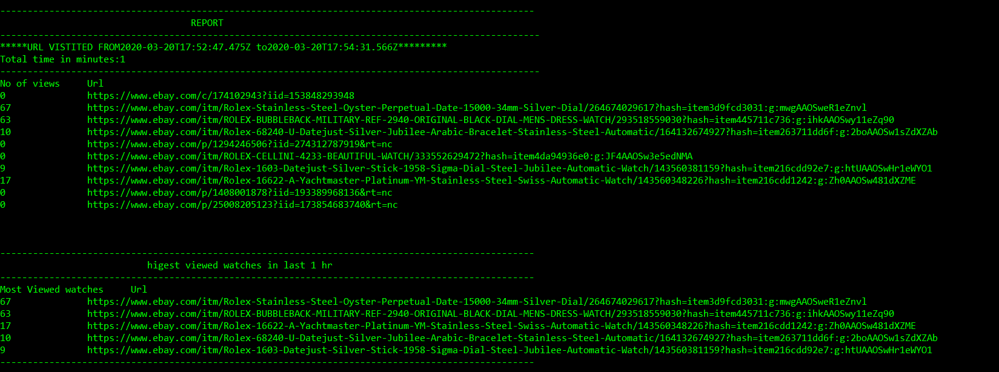 --------------------------------------------------------------------------------------------------
REPORT
---------------------------------------------------------------------------------------------------
*****URL VISTITED FROM2020-03-20T17:52:47.475Z to2020-03-20T17:54:31.566Z*********
Total time in minutes:1
---------------------------------------------------------------------------------------------------
No of views     Url
0               https://www.ebay.com/c/174102943?iid=153848293948
67              https://www.ebay.com/itm/Rolex-Stainless-Steel-Oyster-Perpetual-Date-15000-34mm-Silver-Dial/264674029617?hash=item3d9fcd3031:g:mwgAAOSweR1eZnvl
63              https://www.ebay.com/itm/ROLEX-BUBBLEBACK-MILITARY-REF-2940-ORIGINAL-BLACK-DIAL-MENS-DRESS-WATCH/293518559030?hash=item445711c736:g:ihkAAOSwy11eZq90
10              https://www.ebay.com/itm/Rolex-68240-U-Datejust-Silver-Jubilee-Arabic-Bracelet-Stainless-Steel-Automatic/164132674927?hash=item263711dd6f:g:2boAAOSw1sZdXZAb
0               https://www.ebay.com/p/1294246506?iid=274312787919&rt=nc
0               https://www.ebay.com/itm/ROLEX-CELLINI-4233-BEAUTIFUL-WATCH/333552629472?hash=item4da94936e0:g:JF4AAOSw3e5edNMA
9               https://www.ebay.com/itm/Rolex-1603-Datejust-Silver-Stick-1958-Sigma-Dial-Steel-Jubilee-Automatic-Watch/143560381159?hash=item216cdd92e7:g:htUAAOSwHr1eWYO1
17              https://www.ebay.com/itm/Rolex-16622-A-Yachtmaster-Platinum-YM-Stainless-Steel-Swiss-Automatic-Watch/143560348226?hash=item216cdd1242:g:Zh0AAOSw481dXZME
0               https://www.ebay.com/p/1408001878?iid=193389968136&rt=nc
0               https://www.ebay.com/p/25008205123?iid=173854683740&rt=nc
--------------------------------------------------------------------------------------------------
higest viewed watches in last 1 hr
--------------------------------------------------------------------------------------------------
Most Viewed watches     Url
67              https://www.ebay.com/itm/Rolex-Stainless-Steel-Oyster-Perpetual-Date-15000-34mm-Silver-Dial/264674029617?hash=item3d9fcd3031:g:mwgAAOSweR1eZnvl
63              https://www.ebay.com/itm/ROLEX-BUBBLEBACK-MILITARY-REF-2940-ORIGINAL-BLACK-DIAL-MENS-DRESS-WATCH/293518559030?hash=item445711c736:g:ihkAAOSwy11eZq90
17              https://www.ebay.com/itm/Rolex-16622-A-Yachtmaster-Platinum-YM-Stainless-Steel-Swiss-Automatic-Watch/143560348226?hash=item216cdd1242:g:Zh0AAOSw481dXZME
10              https://www.ebay.com/itm/Rolex-68240-U-Datejust-Silver-Jubilee-Arabic-Bracelet-Stainless-Steel-Automatic/164132674927?hash=item263711dd6f:g:2boAAOSw1sZdXZAb
9               https://www.ebay.com/itm/Rolex-1603-Datejust-Silver-Stick-1958-Sigma-Dial-Steel-Jubilee-Automatic-Watch/143560381159?hash=item216cdd92e7:g:htUAAOSwHr1eWYO1
--------------------------------------------------------------------------------------------------